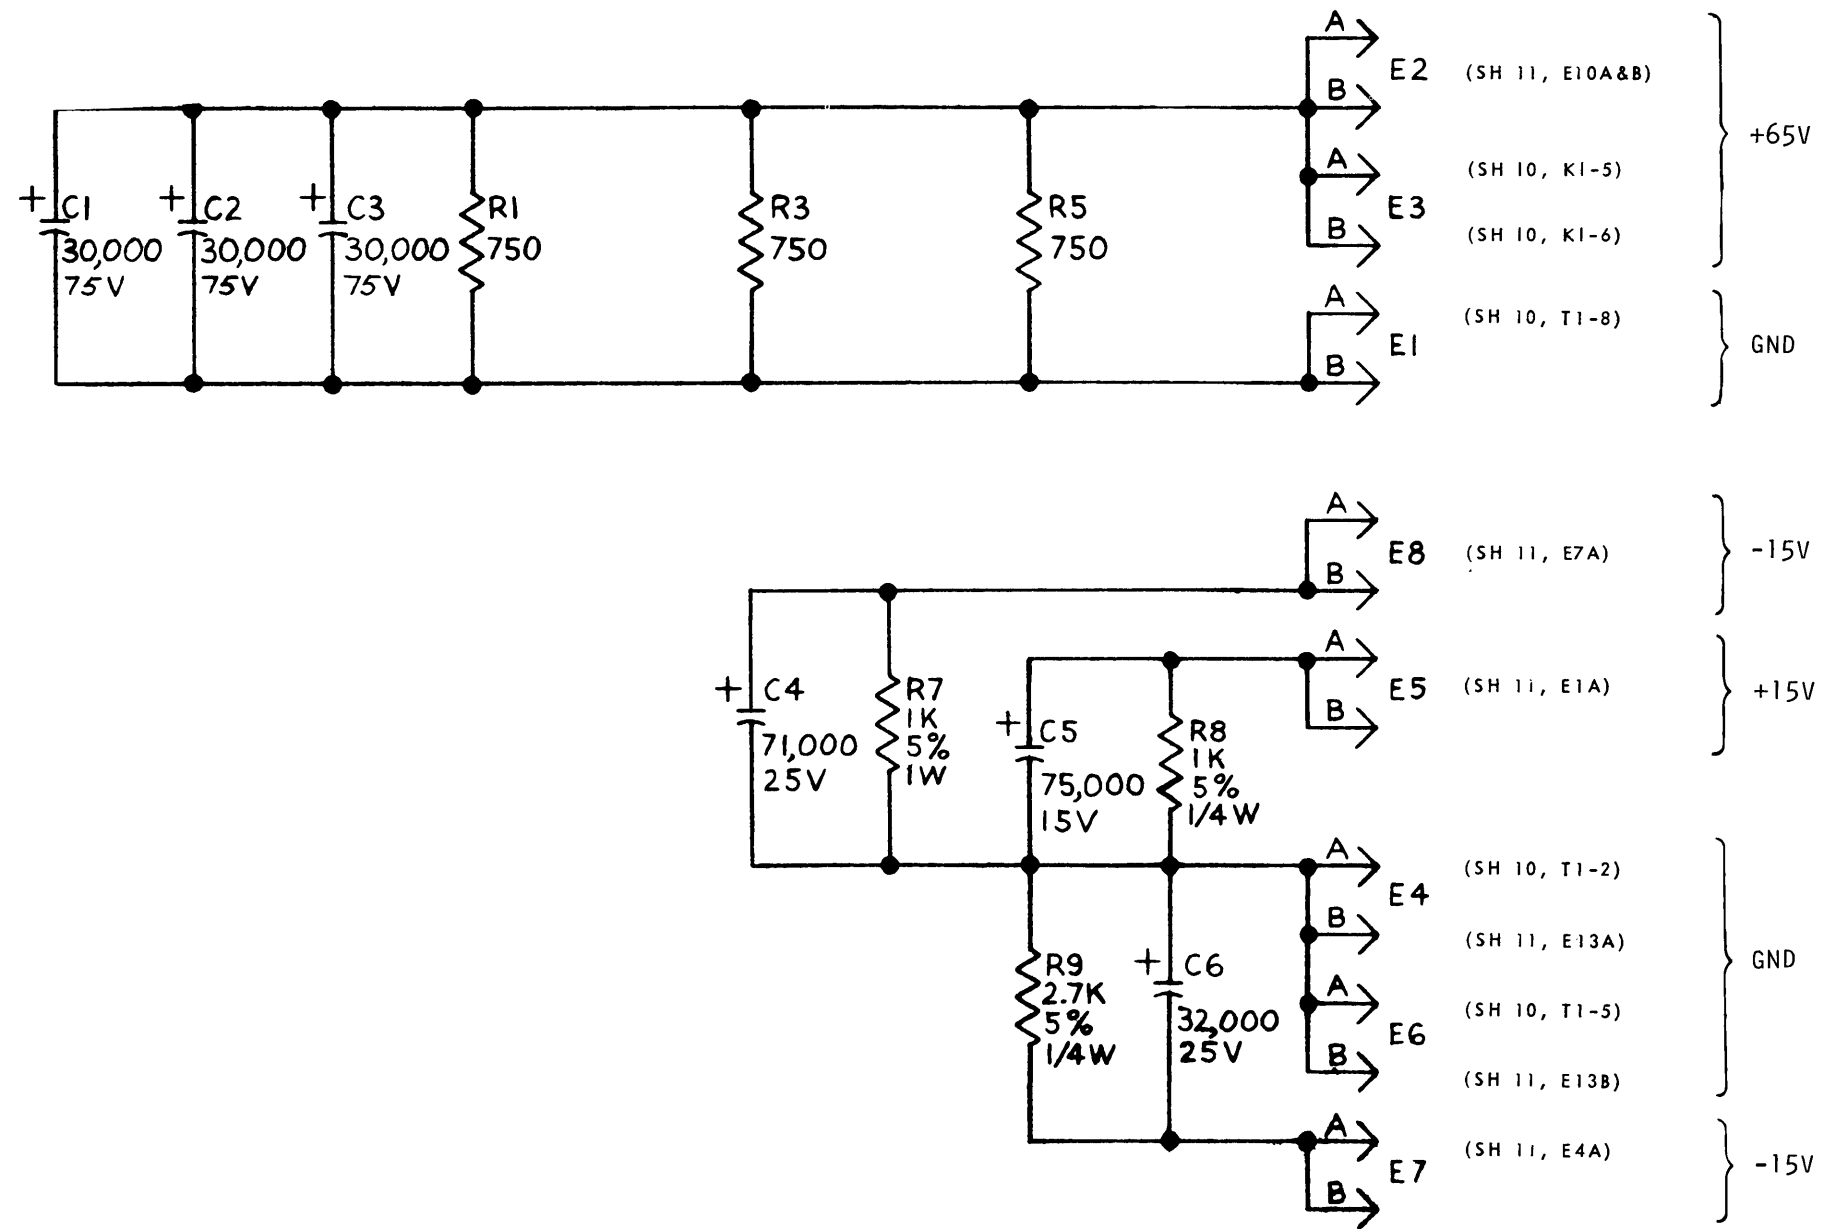 A
E2 (SH 11, E10A&B)
B
+65V
A
(SH 10, K1-5)
E3
B
(SH 10, K1-6)
+ C1
30,000
75V
+ C2
30,000
75V
+ C3
30,000
75V
R1
750
R3
750
R5
750
A
(SH 10, T1-8)
E1
B
GND
A
E8 (SH 11, E7A)
B
-15V
A
E5 (SH 11, E1A)
B
+15V
+ C4
71,000
25V
R7
1K
5%
1W
+ C5
75,000
15V
R8
1K
5%
1/4W
A
(SH 10, T1-2)
E4
B
(SH 11, E13A)
GND
A
(SH 10, T1-5)
E6
B
(SH 11, E13B)
R9
2.7K
5%
1/4W
+ C6
32,000
25V
A
(SH 11, E4A)
E7
B
-15V